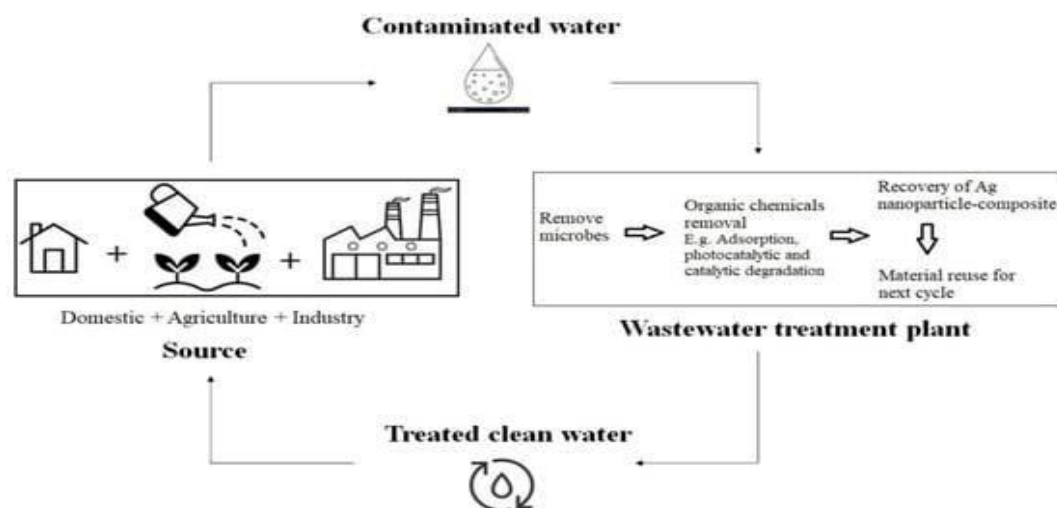 Contaminated water
Remove
microbes
Organic chemicals
removal
E.g. Adsorption,
photocatalytic and
catalytic degradation
Recovery of Ag
nanoparticle-composite
Material reuse for
next cycle
Wastewater treatment plant
+
+
Domestic + Agriculture + Industry
Source
Treated clean water